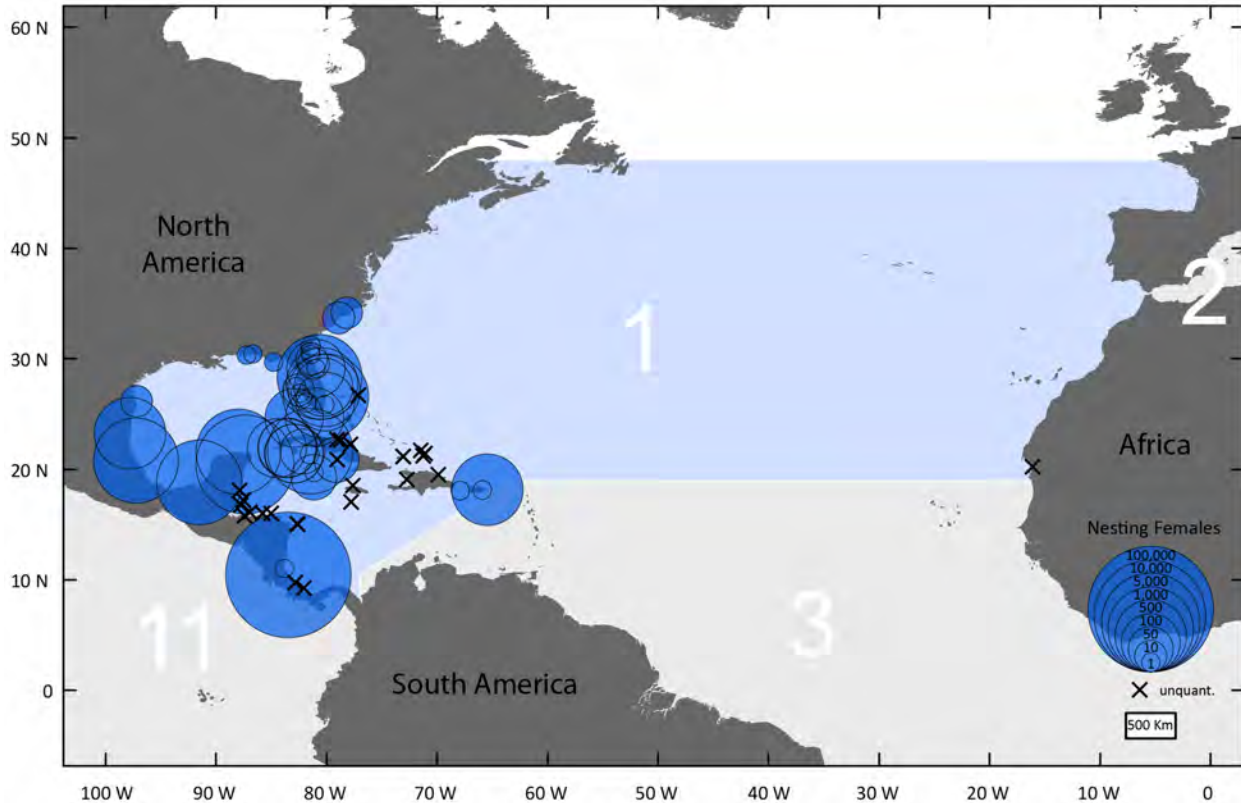 60 N
50 N
40 N
30 N
20 N
10 N
0
North
America
1
2
Africa
Nesting Females
100,000
10,000
5,000
1,000
500
100
50
10
1
11
3
South America
unquant.
500 Km
100 W
90 W
80 W
70 W
60 W
50 W
40 W
30 W
20 W
10 W
0